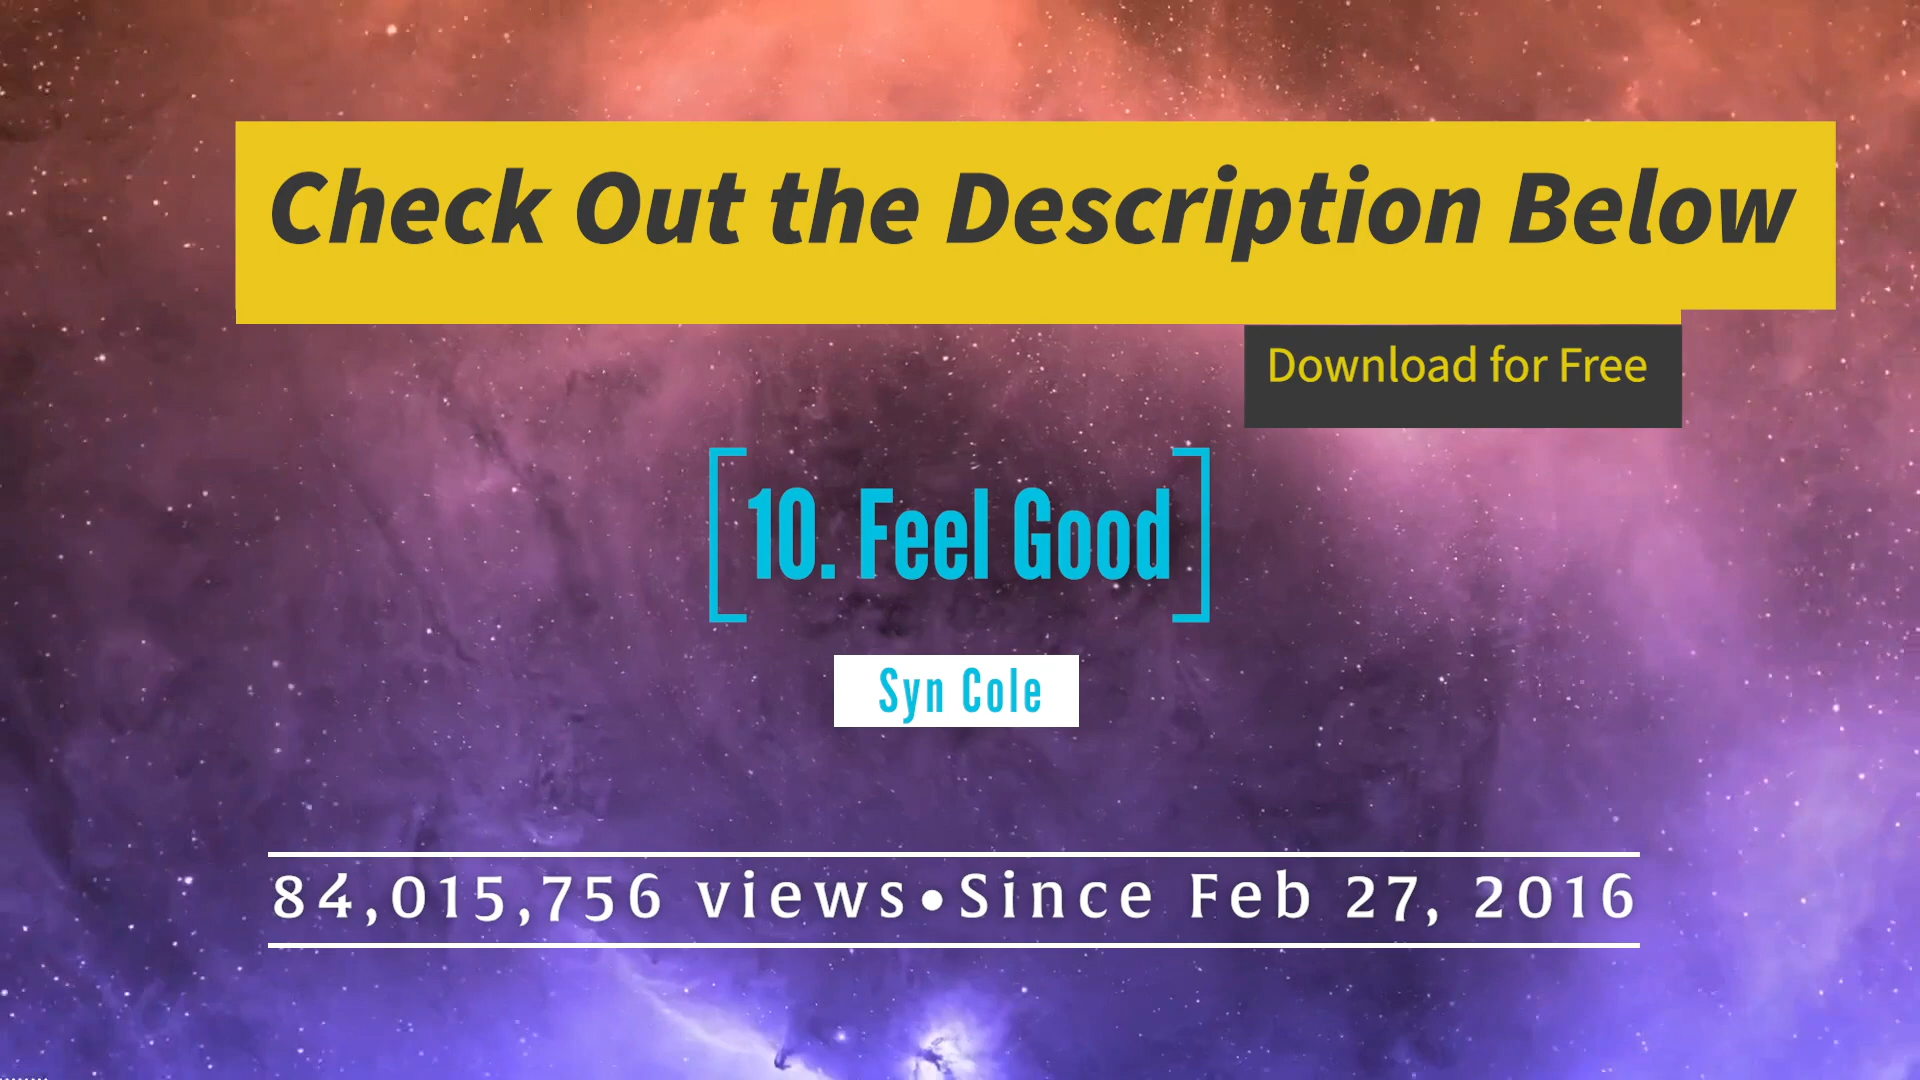 Check Out the Description Below
Download for Free
10. Feel Good
Syn Cole
84,015,756 views•Since Feb 27, 2016